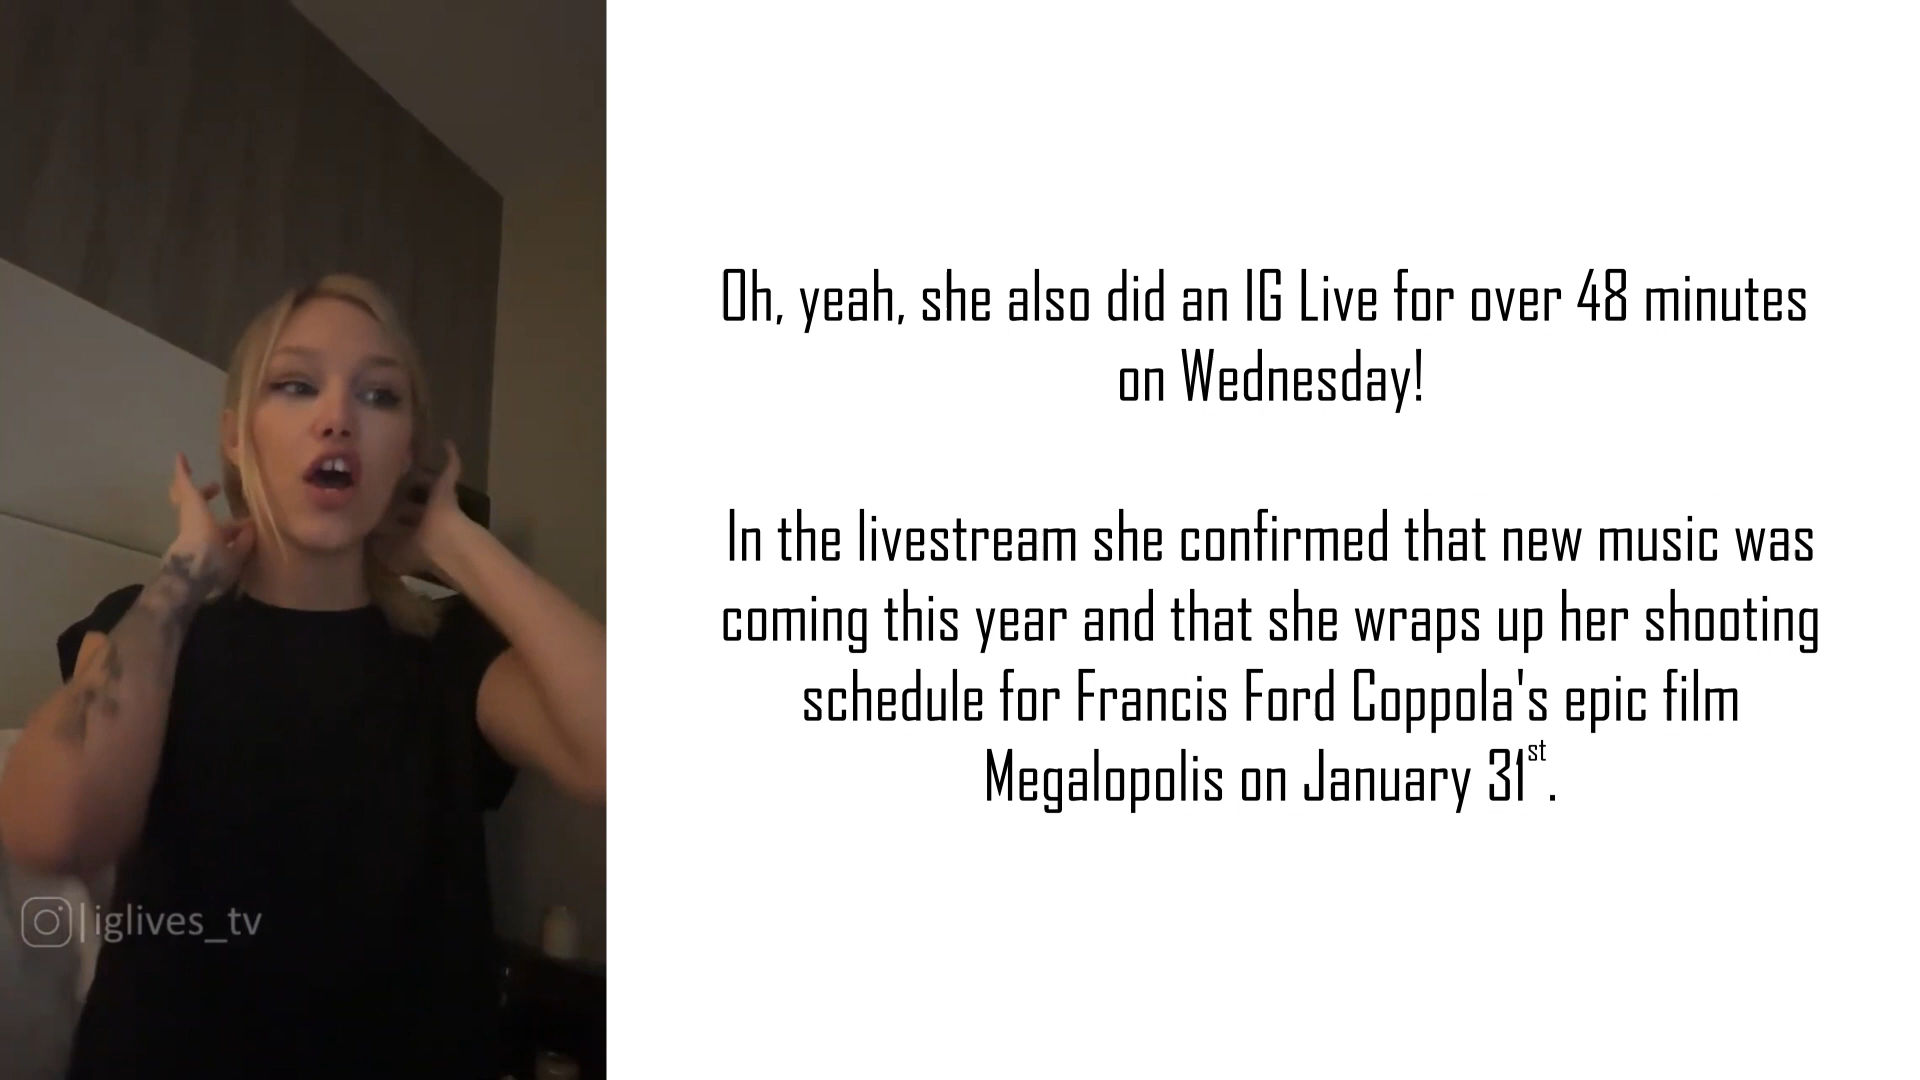 Oh, yeah, she also did an IG Live for over 48 minutes
on Wednesday!
In the livestream she confirmed that new music was
coming this year and that she wraps up her shooting
schedule for Francis Ford Coppola's epic film
Megalopolis on January 31st.
|iglives_tv